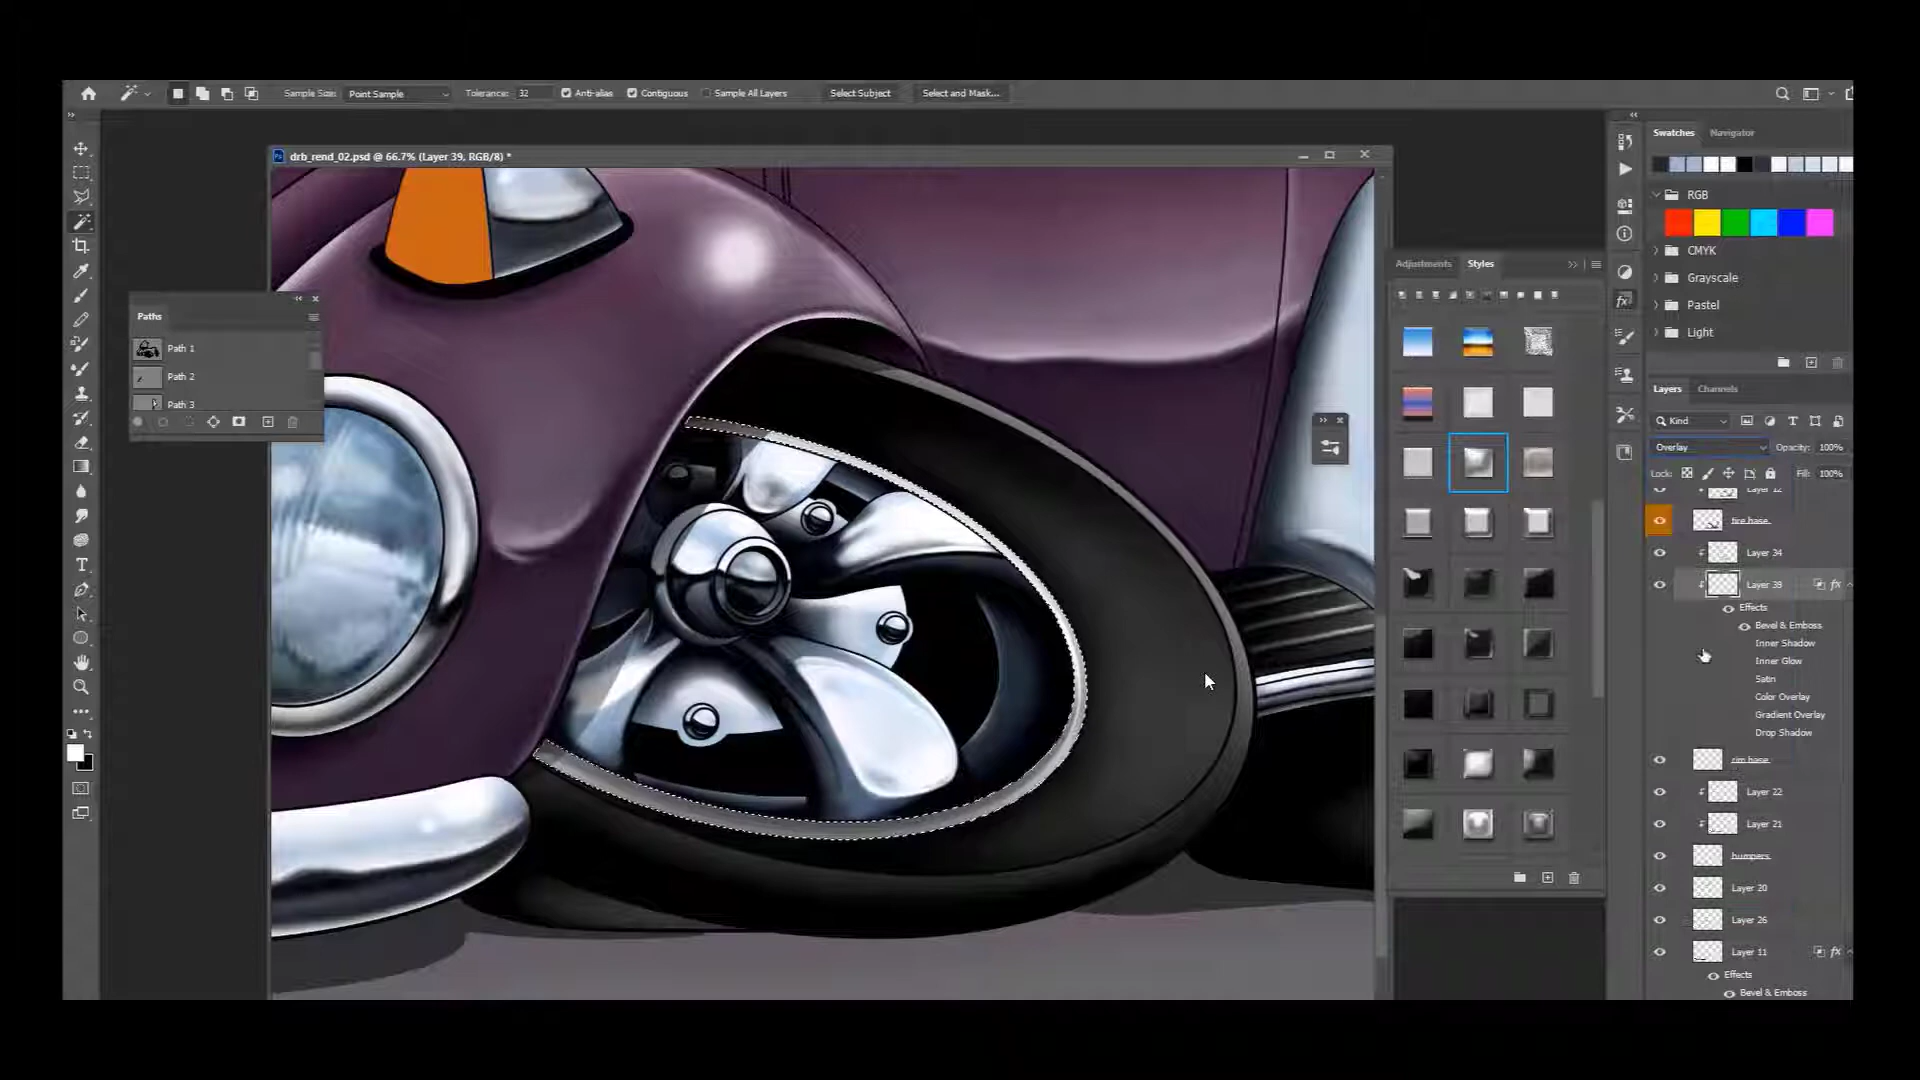 Sample Size: Point Sample Tolerance: 32 Anti-alias Contiguous Sample All Layers Select Subject Select and Mask...
drb_rend_02.psd @ 66.7% (Layer 39, RGB/8) *
Paths
Path 1
Path 2
Path 3
Adjustments Styles
Swatches Navigator
RGB
CMYK
Grayscale
Pastel
Light
Layers Channels
Kind
Overlay Opacity: 100%
Lock: Fill: 100%
Layer 12
tire base
Layer 34
Layer 39 fx
Effects
Bevel & Emboss
Inner Shadow
Inner Glow
Satin
Color Overlay
Gradient Overlay
Drop Shadow
rim base
Layer 22
Layer 21
bumpers
Layer 20
Layer 26
Layer 11 fx
Effects
Bevel & Emboss